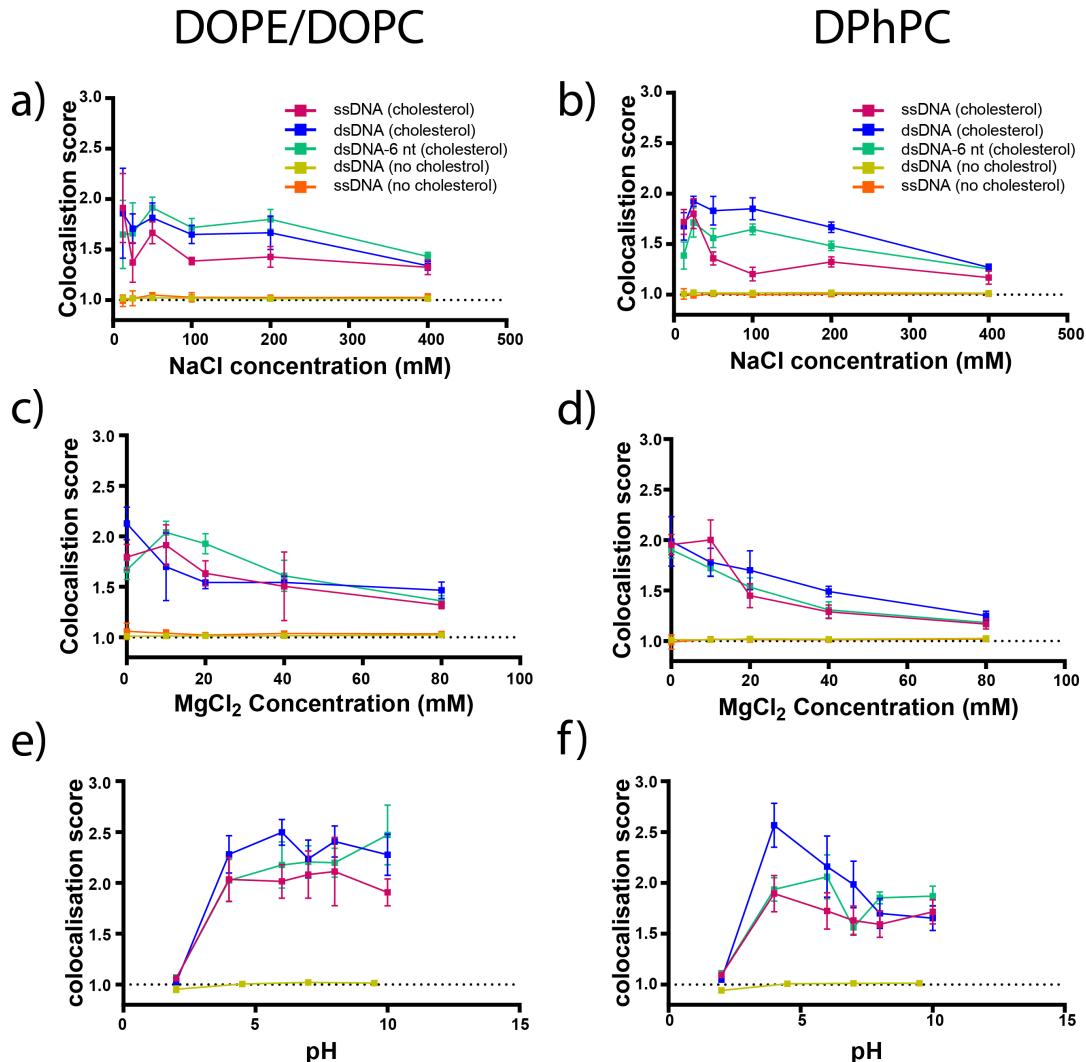 DOPE/DOPC
DPhPC
a)
3.0
2.5
2.0
1.5
1.0
Colocalistion score
ssDNA (cholesterol)
dsDNA (cholesterol)
dsDNA-6 nt (cholesterol)
dsDNA (no cholestrol)
ssDNA (no cholesterol)
0 100 200 300 400 500
NaCl concentration (mM)
b)
3.0
2.5
2.0
1.5
1.0
Colocalistion score
ssDNA (cholesterol)
dsDNA (cholesterol)
dsDNA-6 nt (cholesterol)
dsDNA (no cholestrol)
ssDNA (no cholesterol)
0 100 200 300 400 500
NaCl concentration (mM)
c)
3.0
2.5
2.0
1.5
1.0
Colocalistion score
0 20 40 60 80 100
MgCl₂ Concentration (mM)
d)
3.0
2.5
2.0
1.5
1.0
Colocalistion score
0 20 40 60 80 100
MgCl₂ Concentration (mM)
e)
3.0
2.5
2.0
1.5
1.0
colocalisation score
0 5 10 15
pH
f)
3.0
2.5
2.0
1.5
1.0
colocalisation score
0 5 10 15
pH